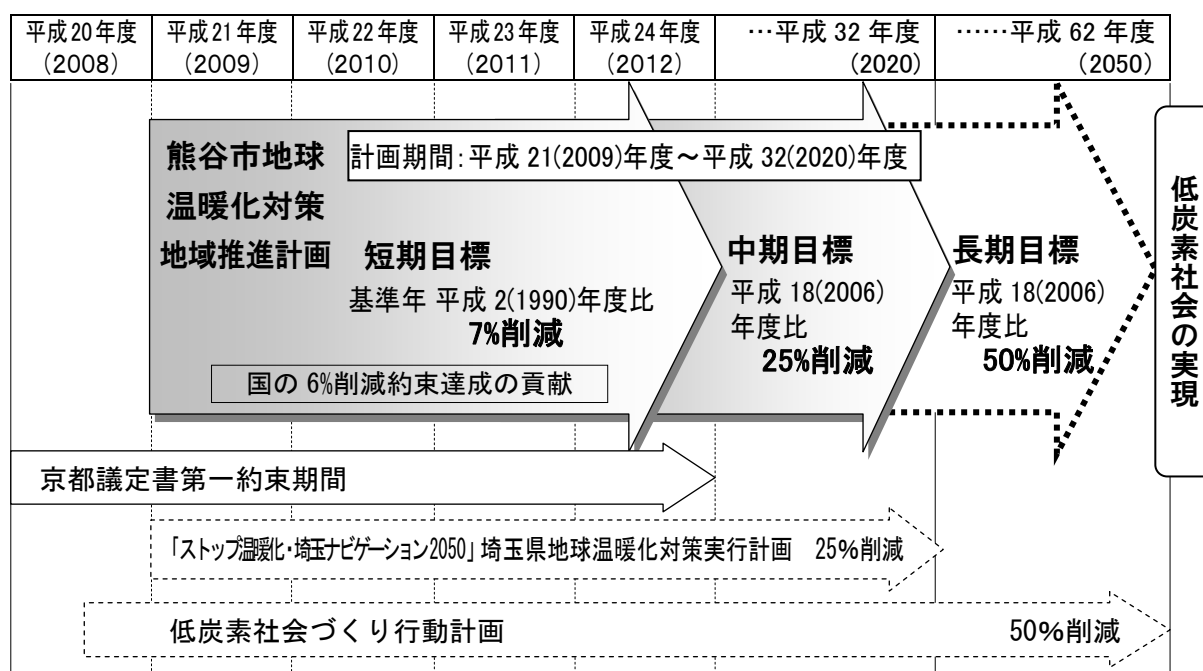 平成20年度 平成21年度 平成22年度 平成23年度 平成24年度 …平成 32 年度 ……平成 62 年度
(2008) (2009) (2010) (2011) (2012) (2020) (2050)
熊谷市地球
温暖化対策
地域推進計画
計画期間:平成 21(2009)年度～平成 32(2020)年度
短期目標
基準年 平成 2(1990)年度比
7%削減
国の 6%削減約束達成の貢献
中期目標
平成 18(2006)
年度比
25%削減
長期目標
平成 18(2006)
年度比
50%削減
低炭素社会の実現
京都議定書第一約束期間
「ストップ温暖化・埼玉ナビゲーション2050」埼玉県地球温暖化対策実行計画 25%削減
低炭素社会づくり行動計画 50%削減